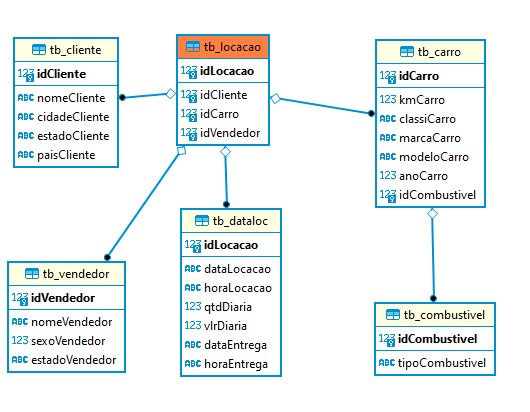 tb_cliente
123 idCliente
ABC nomeCliente
ABC cidadeCliente
ABC estadoCliente
ABC paisCliente
tb_locacao
123 idLocacao
123 idCliente
123 idCarro
123 idVendedor
tb_carro
123 idCarro
123 kmCarro
ABC classiCarro
ABC marcaCarro
ABC modeloCarro
123 anoCarro
123 idCombustivel
tb_vendedor
123 idVendedor
ABC nomeVendedor
123 sexoVendedor
ABC estadoVendedor
tb_dataloc
123 idLocacao
ABC dataLocacao
ABC horaLocacao
123 qtdDiaria
123 vlrDiaria
ABC dataEntrega
ABC horaEntrega
tb_combustivel
123 idCombustivel
ABC tipoCombustivel